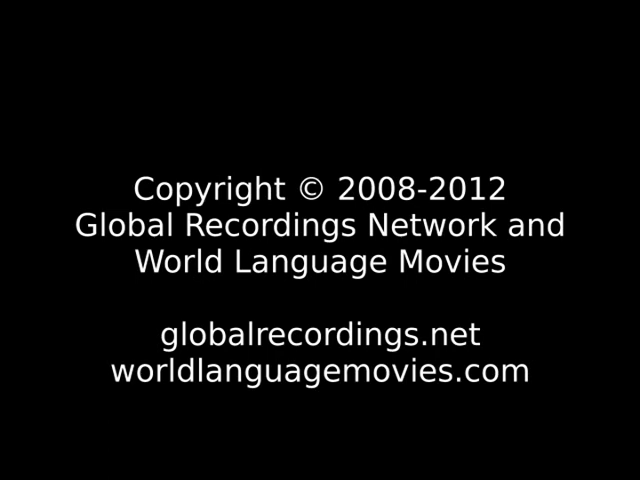 Copyright © 2008-2012
Global Recordings Network and
World Language Movies
globalrecordings.net
worldlanguagemovies.com